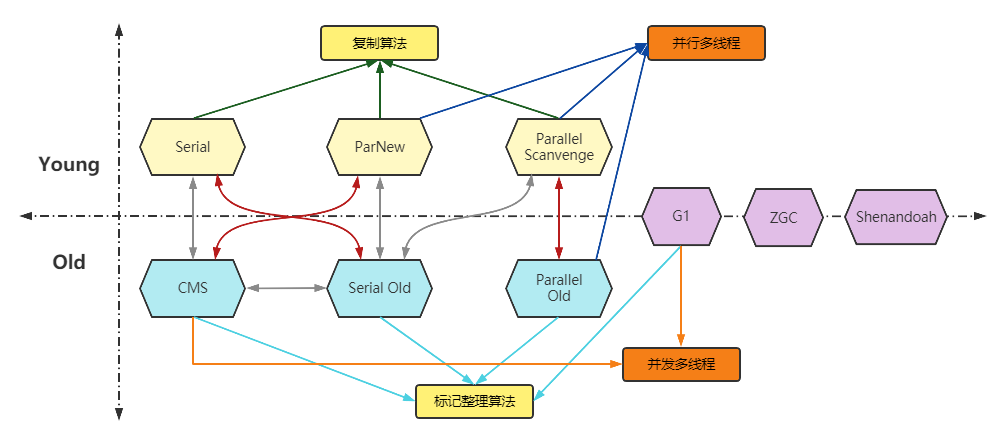 复制算法
并行多线程
Serial
ParNew
Parallel
Scanvenge
Young
G1
ZGC
Shenandoah
Old
CMS
Serial Old
Parallel
Old
并发多线程
标记整理算法